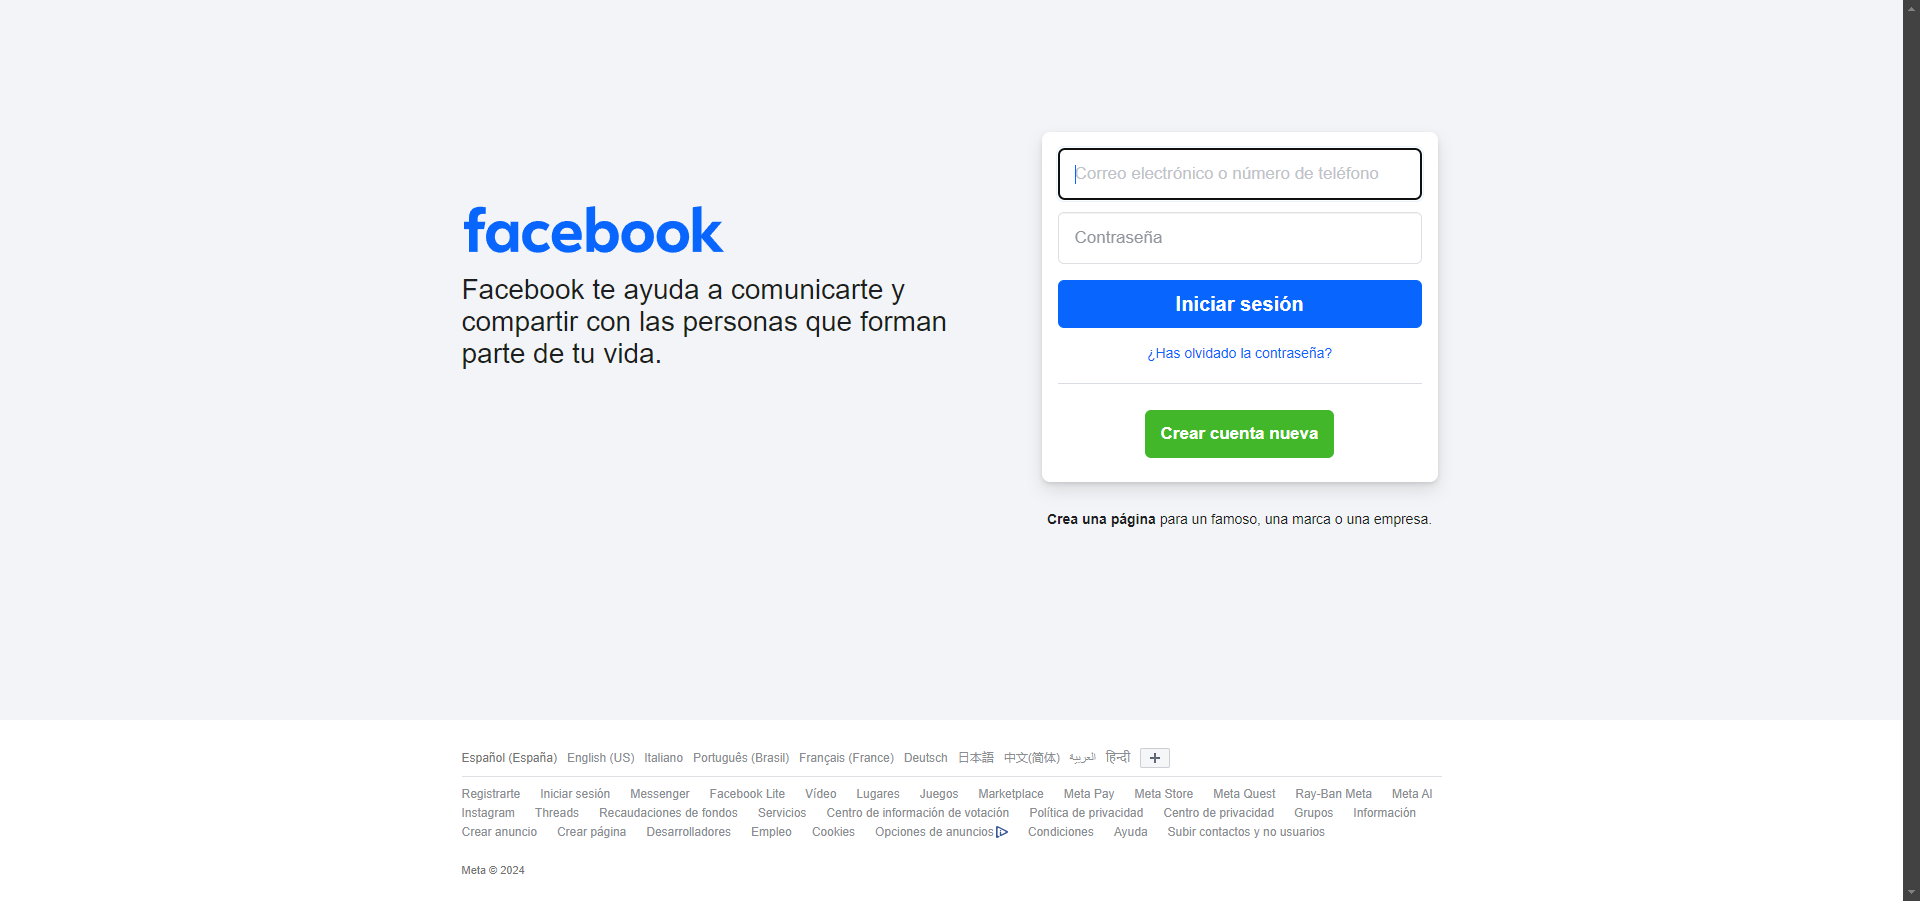 facebook
Facebook te ayuda a comunicarte y
compartir con las personas que forman
parte de tu vida.
Correo electrónico o número de teléfono
Contraseña
Iniciar sesión
¿Has olvidado la contraseña?
Crear cuenta nueva
Crea una página para un famoso, una marca o una empresa.
Español (España) English (US) Italiano Português (Brasil) Français (France) Deutsch 日本語 中文(简体) العربية हिन्दी
Registrarte Iniciar sesión Messenger Facebook Lite Vídeo Lugares Juegos Marketplace Meta Pay Meta Store Meta Quest Ray-Ban Meta Meta AI
Instagram Threads Recaudaciones de fondos Servicios Centro de información de votación Política de privacidad Centro de privacidad Grupos Información
Crear anuncio Crear página Desarrolladores Empleo Cookies Opciones de anuncios Condiciones Ayuda Subir contactos y no usuarios
Meta © 2024